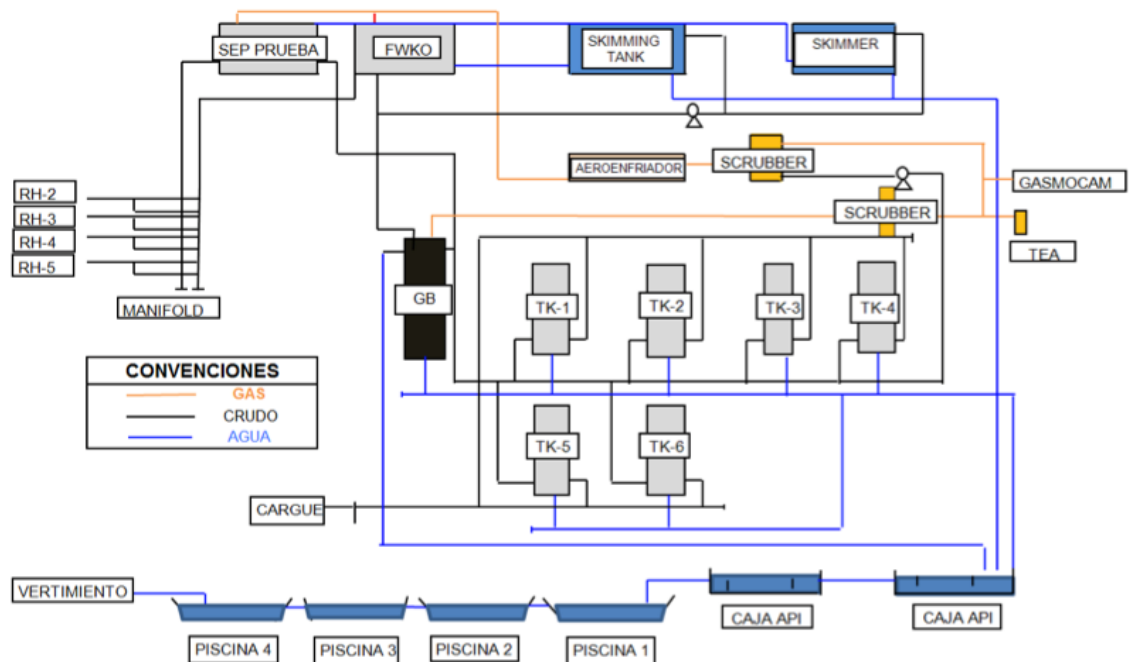 SEP PRUEBA
FWKO
SKIMMING
TANK
SKIMMER
AEROENFRIADOR
SCRUBBER
GASMOCAM
RH-2
RH-3
RH-4
RH-5
SCRUBBER
TEA
MANIFOLD
GB
TK-1
TK-2
TK-3
TK-4
CONVENCIONES
GAS
CRUDO
AGUA
TK-5
TK-6
CARGUE
VERTIMIENTO
CAJA API
CAJA API
PISCINA 4
PISCINA 3
PISCINA 2
PISCINA 1